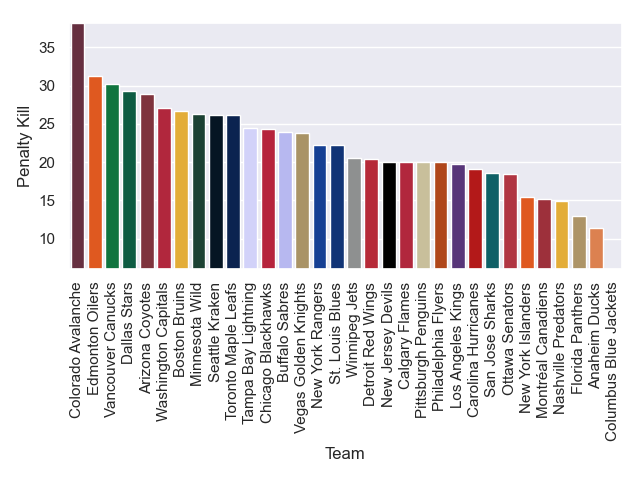 35
30
25
20
15
10
Penalty Kill
Colorado Avalanche
Edmonton Oilers
Vancouver Canucks
Dallas Stars
Arizona Coyotes
Washington Capitals
Boston Bruins
Minnesota Wild
Seattle Kraken
Toronto Maple Leafs
Tampa Bay Lightning
Chicago Blackhawks
Buffalo Sabres
Vegas Golden Knights
New York Rangers
St. Louis Blues
Winnipeg Jets
Detroit Red Wings
New Jersey Devils
Calgary Flames
Pittsburgh Penguins
Philadelphia Flyers
Los Angeles Kings
Carolina Hurricanes
San Jose Sharks
Ottawa Senators
New York Islanders
Montréal Canadiens
Nashville Predators
Florida Panthers
Anaheim Ducks
Columbus Blue Jackets
Team